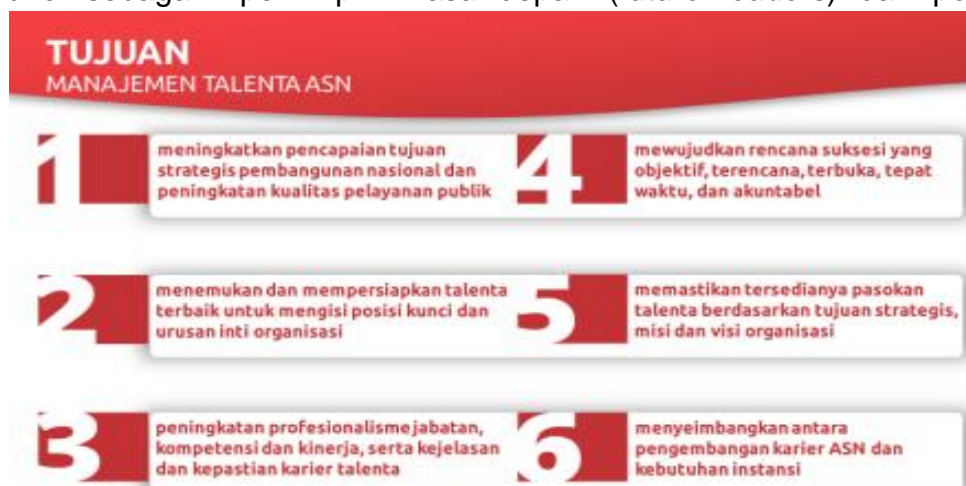 TUJUAN
MANAJEMEN TALENTA ASN
1
meningkatkan pencapaian tujuan
strategis pembangunan nasional dan
peningkatan kualitas pelayanan publik
2
menemukan dan mempersiapkan talenta
terbaik untuk mengisi posisi kunci dan
urusan inti organisasi
3
peningkatan profesionalisme jabatan,
kompetensi dan kinerja, serta kejelasan
dan kepastian karier talenta
4
mewujudkan rencana suksesi yang
objektif, terencana, terbuka, tepat
waktu, dan akuntabel
5
memastikan tersedianya pasokan
talenta berdasarkan tujuan strategis,
misi dan visi organisasi
6
menyeimbangkan antara
pengembangan karier ASN dan
kebutuhan instansi